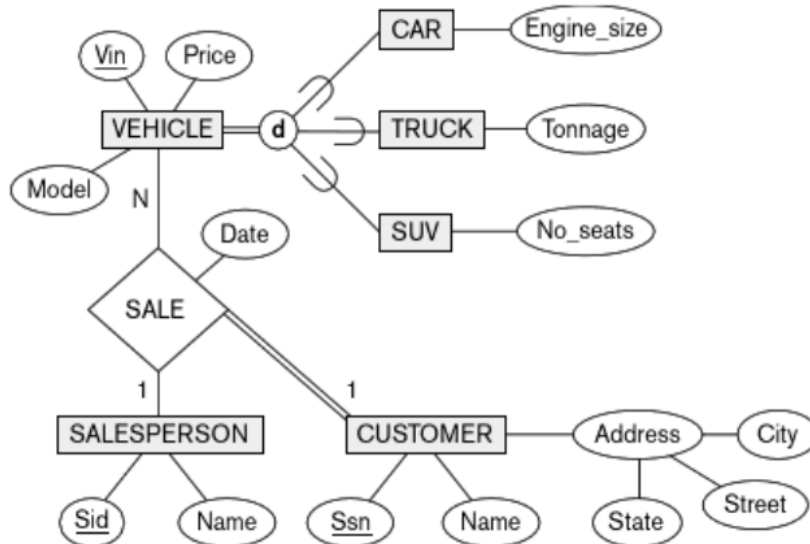 CAR
Engine_size
Vin
Price
VEHICLE
d
TRUCK
Tonnage
Model
N
Date
SUV
No_seats
SALE
1
1
SALESPERSON
CUSTOMER
Address
City
Sid
Name
Ssn
Name
State
Street